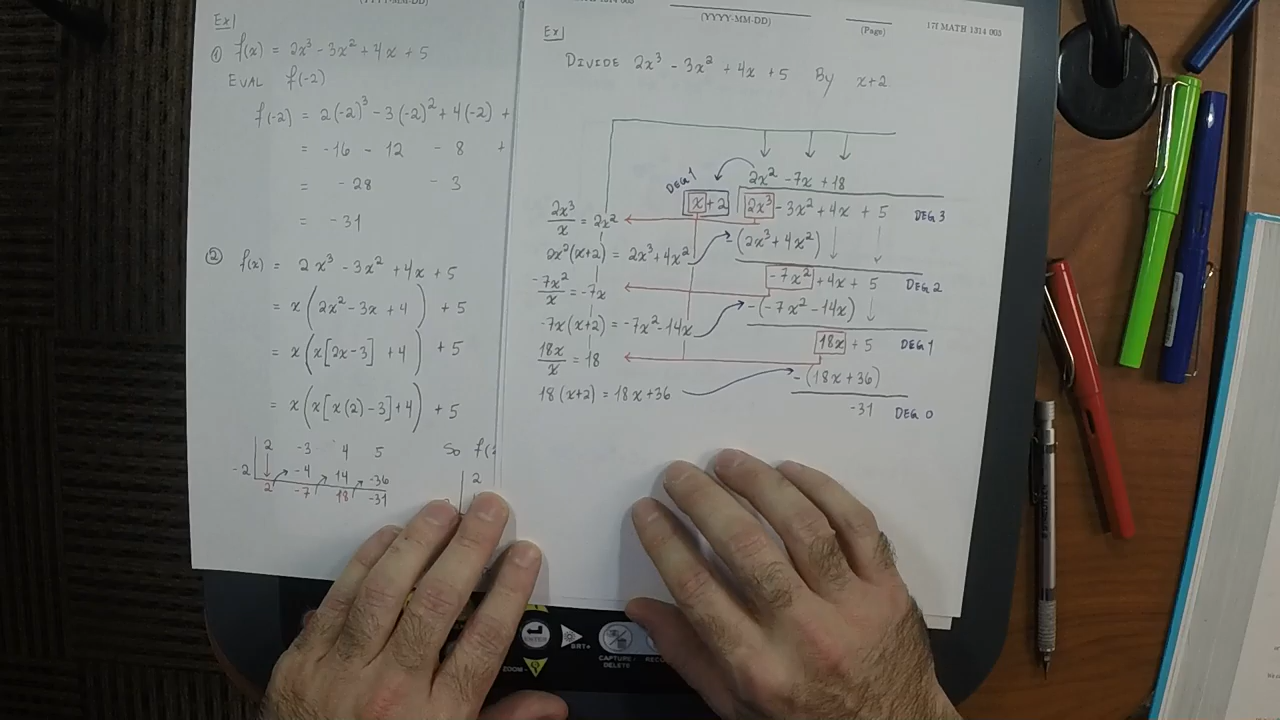 (YYYY-MM-DD)
Ex
① f(x) = 2x³ - 3x² + 4x + 5
EVAL f(-2)
f(-2) = 2(-2)³ - 3(-2)² + 4(-2) +
= -16 - 12 - 8 +
= -28 - 3
= -31
② f(x) = 2x³ - 3x² + 4x + 5
= x(2x² - 3x + 4) + 5
= x(x[2x-3] + 4) + 5
= x(x[x(2)-3]+4) + 5
2 -3 4 5
-2 -4 14 -36
2 -7 18 -31
So f(
2
(YYYY-MM-DD)
(Page)
17f MATH 1314 003
Ex
DIVIDE 2x³ - 3x² + 4x + 5 By x+2
2x² - 7x + 18
DEG 1
x+2 2x³ - 3x² + 4x + 5 DEG 3
2x³/x = 2x²
-(2x³+4x²)
2x²(x+2) = 2x³+4x²
-7x² + 4x + 5 DEG 2
-7x²/x = -7x
-(-7x² - 14x)
-7x(x+2) = -7x²-14x
18x + 5 DEG 1
18x/x = 18
-(18x+36)
18(x+2) = 18x+36
-31 DEG 0
ENTER
BRT+
ZOOM-
CAPTURE/
DELETE